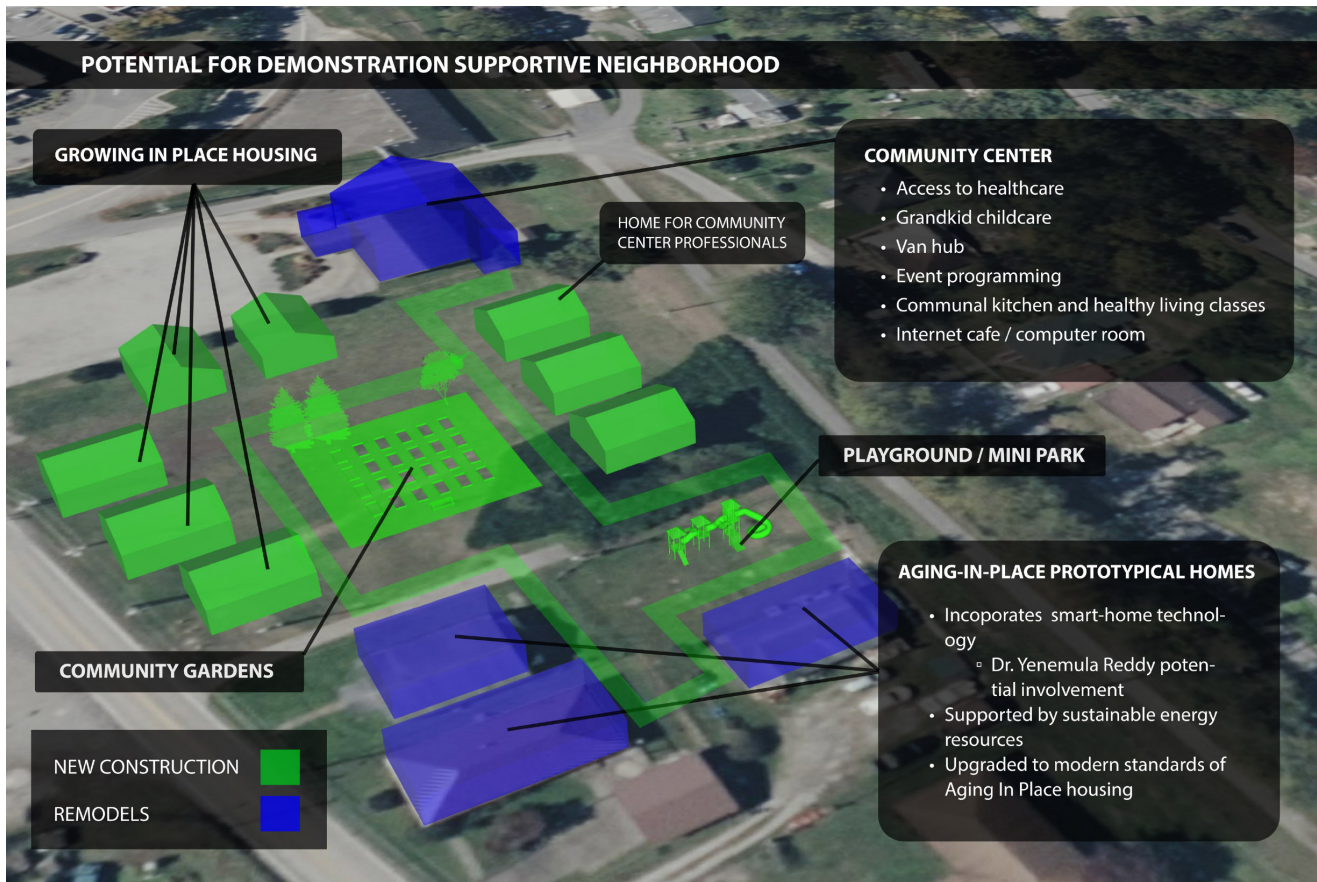 POTENTIAL FOR DEMONSTRATION SUPPORTIVE NEIGHBORHOOD
GROWING IN PLACE HOUSING
COMMUNITY CENTER
• Access to healthcare
• Grandkid childcare
• Van hub
• Event programming
• Communal kitchen and healthy living classes
• Internet cafe / computer room
HOME FOR COMMUNITY
CENTER PROFESSIONALS
PLAYGROUND / MINI PARK
AGING-IN-PLACE PROTOTYPICAL HOMES
• Incoporates smart-home technol-
ogy
▫ Dr. Yenemula Reddy poten-
tial involvement
• Supported by sustainable energy
resources
• Upgraded to modern standards of
Aging In Place housing
COMMUNITY GARDENS
NEW CONSTRUCTION
REMODELS